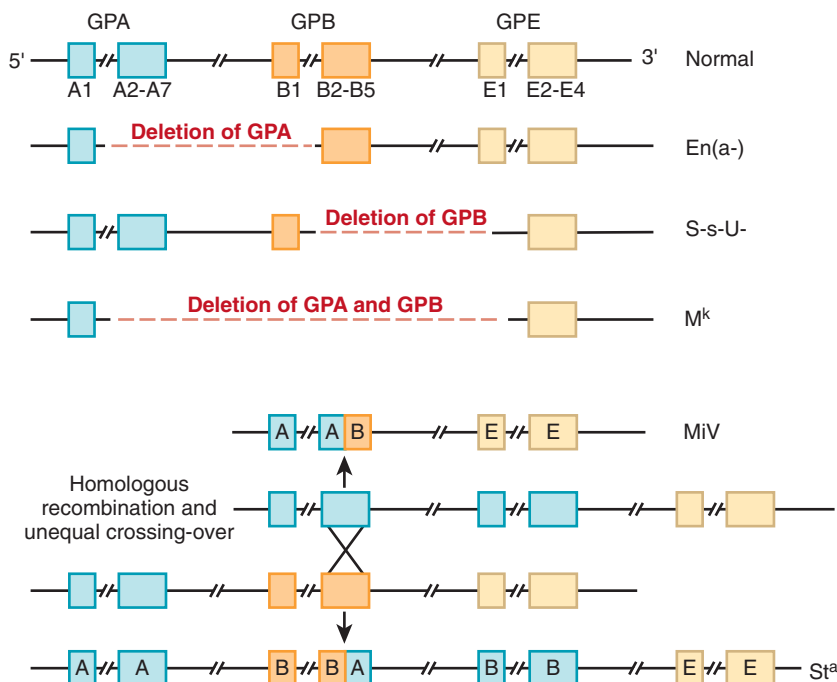 GPA GPB GPE
5' 3' Normal
A1 A2-A7 B1 B2-B5 E1 E2-E4
Deletion of GPA
En(a-)
Deletion of GPB
S-s-U-
Deletion of GPA and GPB
Mk
A A B E E MiV
Homologous
recombination and
unequal crossing-over
A A B B A B B E E Sta